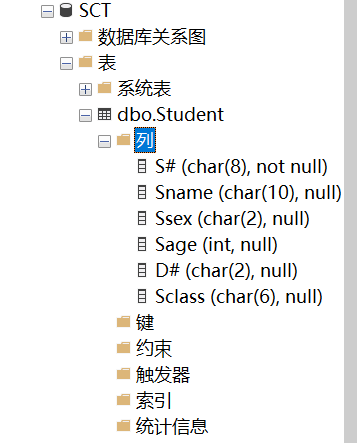 SCT
数据库关系图
表
系统表
dbo.Student
列
S# (char(8), not null)
Sname (char(10), null)
Ssex (char(2), null)
Sage (int, null)
D# (char(2), null)
Sclass (char(6), null)
键
约束
触发器
索引
统计信息